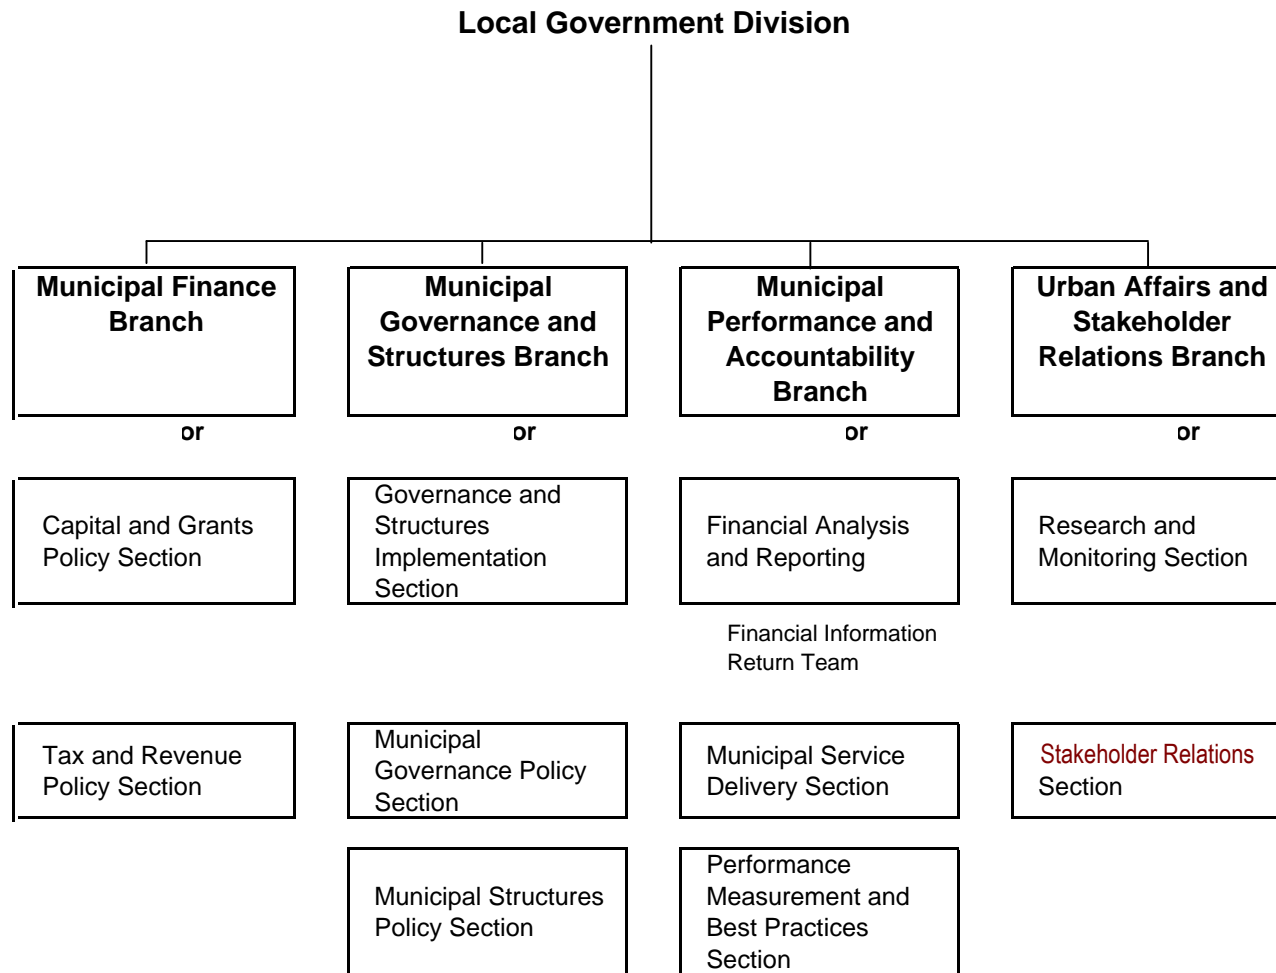 Local Government Division
Municipal Finance
Branch
Municipal
Governance and
Structures Branch
Municipal
Performance and
Accountability
Branch
Urban Affairs and
Stakeholder
Relations Branch
or
or
or
or
Capital and Grants
Policy Section
Governance and
Structures
Implementation
Section
Financial Analysis
and Reporting
Research and
Monitoring Section
Financial Information
Return Team
Tax and Revenue
Policy Section
Municipal
Governance Policy
Section
Municipal Service
Delivery Section
Stakeholder Relations
Section
Municipal Structures
Policy Section
Performance
Measurement and
Best Practices
Section